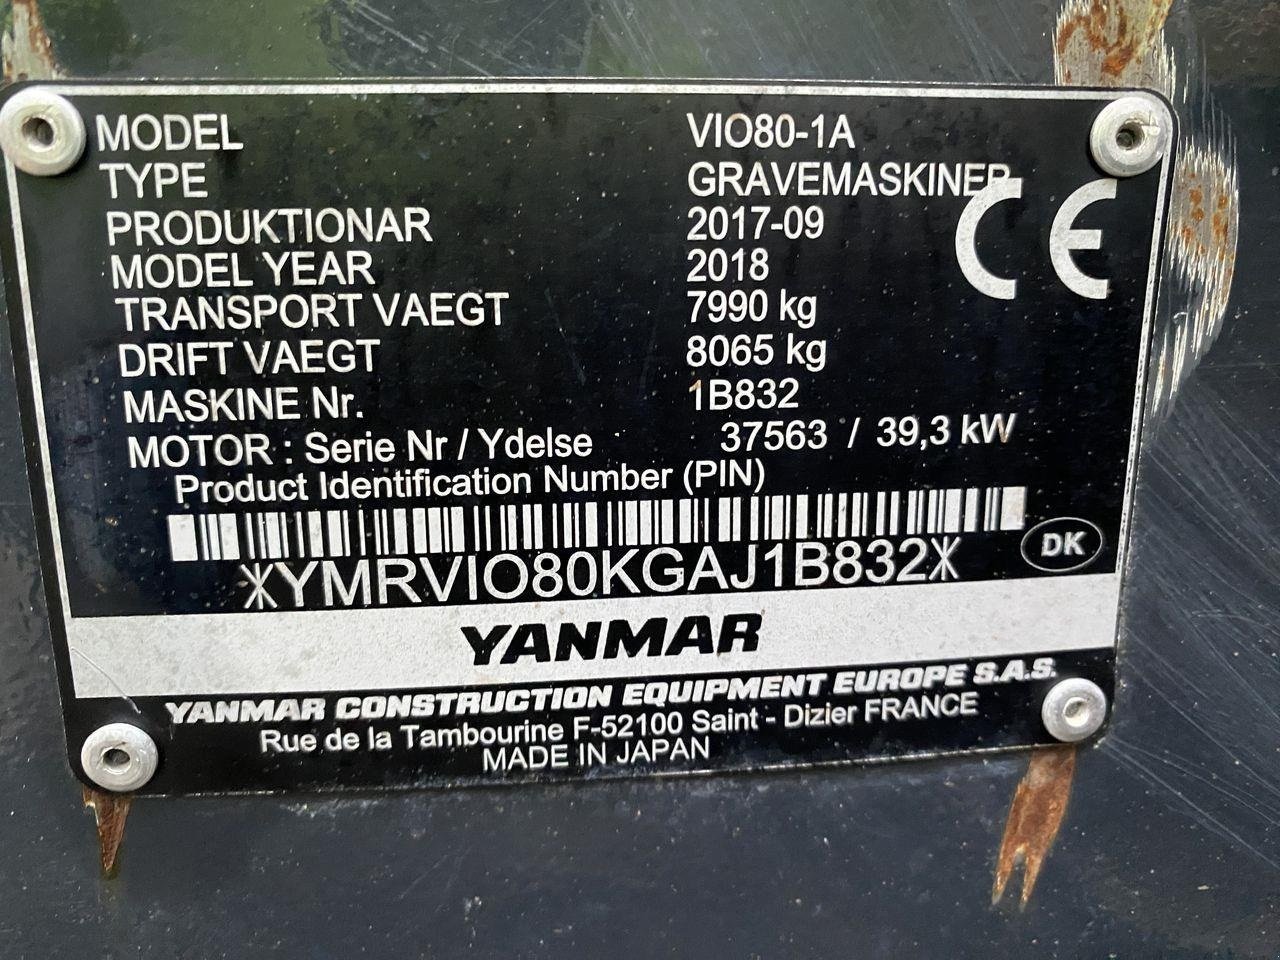 MODEL VIO80-1A
TYPE GRAVEMASKINER
PRODUKTIONAR 2017-09
MODEL YEAR 2018
TRANSPORT VAEGT 7990 kg
DRIFT VAEGT 8065 kg
MASKINE Nr. 1B832
MOTOR : Serie Nr / Ydelse 37563 / 39,3 kW
CE
Product Identification Number (PIN)
*YMRVIO80KGAJ1B832*
DK
YANMAR
YANMAR CONSTRUCTION EQUIPMENT EUROPE S.A.S.
Rue de la Tambourine F-52100 Saint - Dizier FRANCE
MADE IN JAPAN